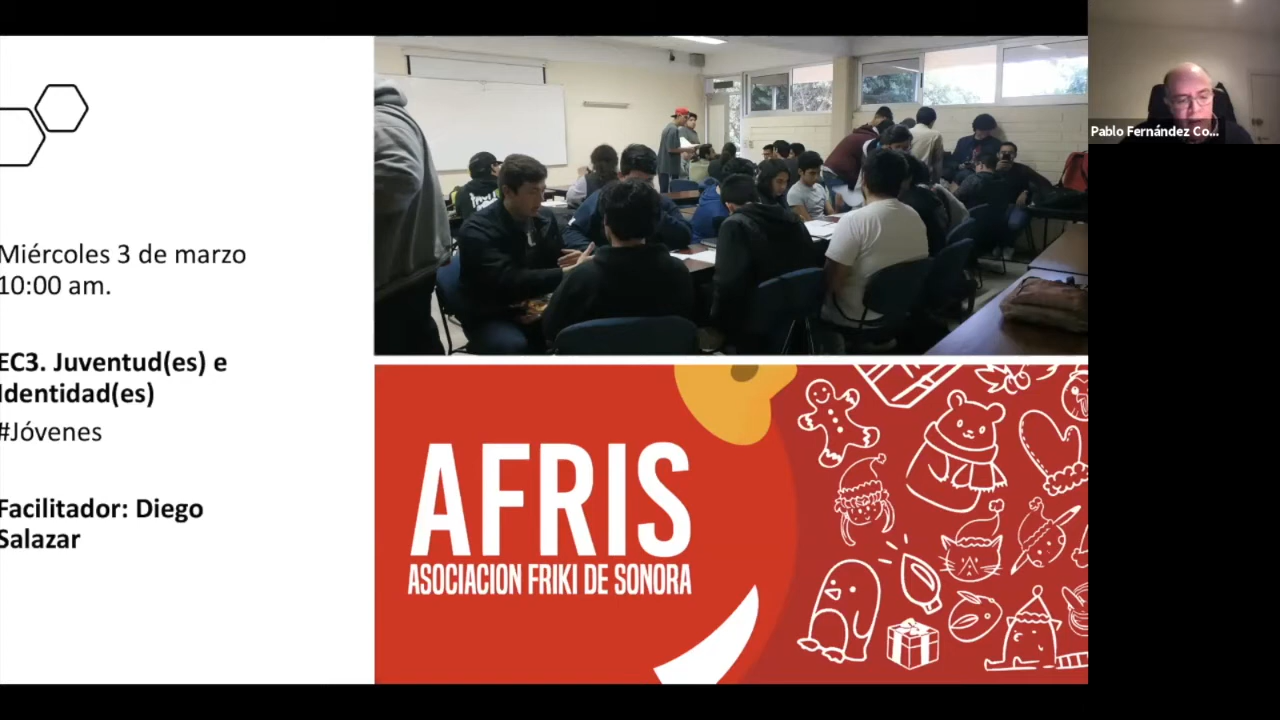 Miércoles 3 de marzo
10:00 am.
EC3. Juventud(es) e
Identidad(es)
#Jóvenes
Facilitador: Diego
Salazar
AFRIS
ASOCIACION FRIKI DE SONORA
Pablo Fernández Co...